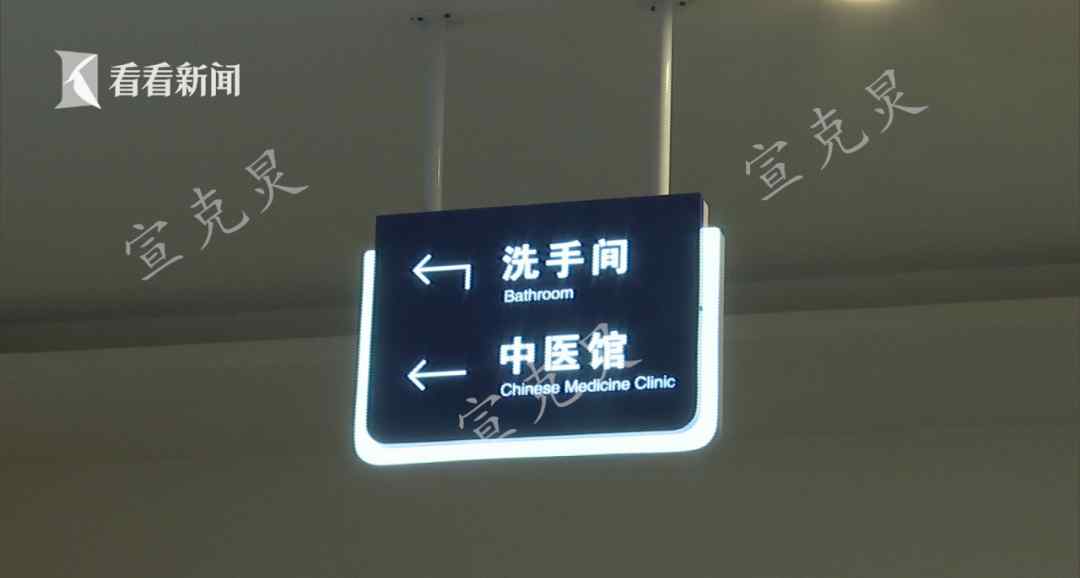 看看新闻
宣克炅
宣克炅
洗手间
Bathroom
中医馆
Chinese Medicine Clinic
宣克炅